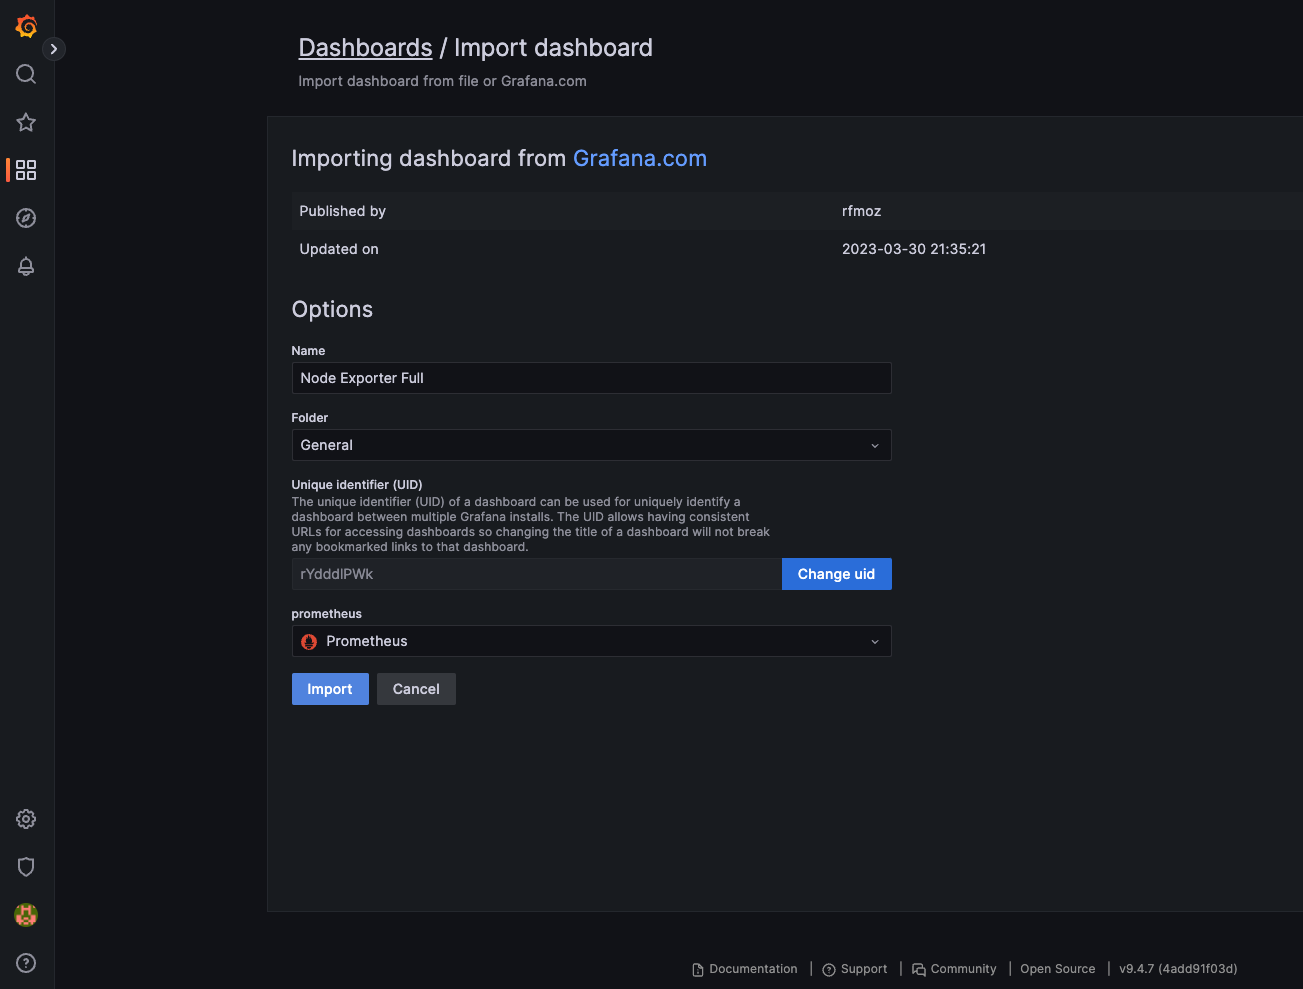 Dashboards / Import dashboard
Import dashboard from file or Grafana.com
Importing dashboard from Grafana.com
Published by rfmoz
Updated on 2023-03-30 21:35:21
Options
Name
Node Exporter Full
Folder
General
Unique identifier (UID)
The unique identifier (UID) of a dashboard can be used for uniquely identify a
dashboard between multiple Grafana installs. The UID allows having consistent
URLs for accessing dashboards so changing the title of a dashboard will not break
any bookmarked links to that dashboard.
rYdddlPWk Change uid
prometheus
Prometheus
Import Cancel
Documentation | Support | Community | Open Source | v9.4.7 (4add91f03d)